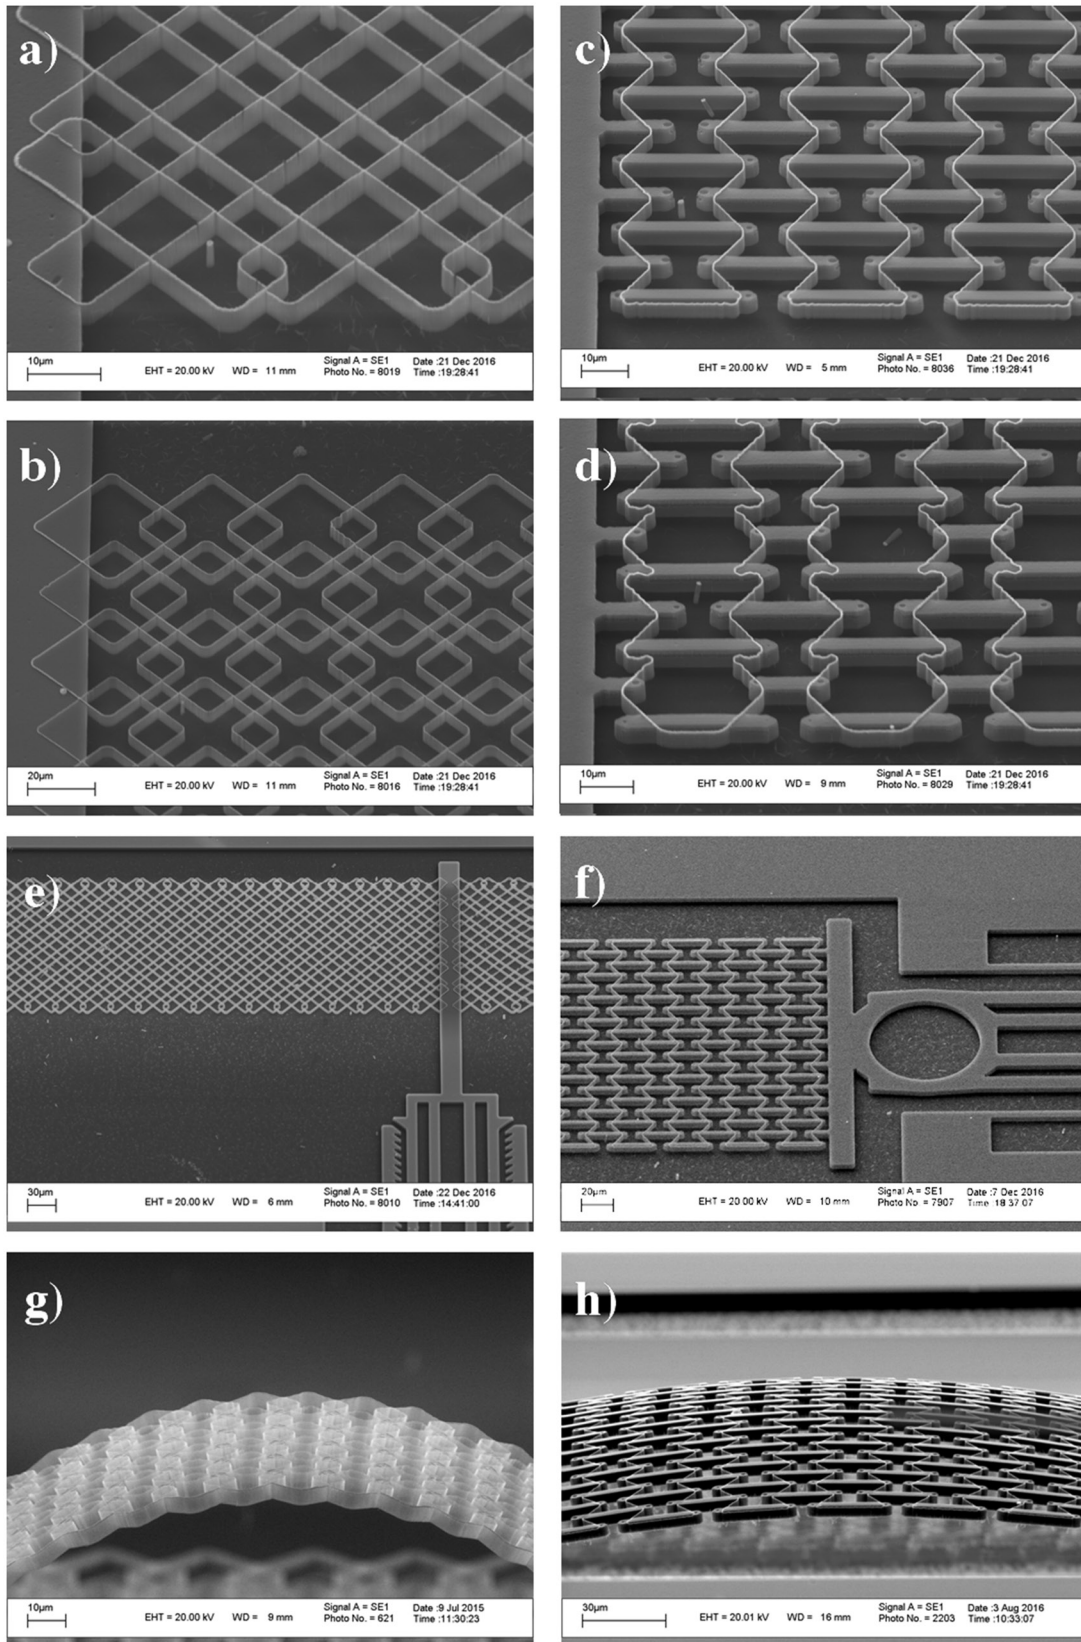 a)
10µm
EHT = 20.00 kV WD = 11 mm
Signal A = SE1 Date :21 Dec 2016
Photo No. = 8019 Time :19:28:41
c)
10µm
EHT = 20.00 kV WD = 5 mm
Signal A = SE1 Date :21 Dec 2016
Photo No. = 8036 Time :19:28:41
b)
20µm
EHT = 20.00 kV WD = 11 mm
Signal A = SE1 Date :21 Dec 2016
Photo No. = 8016 Time :19:28:41
d)
10µm
EHT = 20.00 kV WD = 9 mm
Signal A = SE1 Date :21 Dec 2016
Photo No. = 8029 Time :19:28:41
e)
30µm
EHT = 20.00 kV WD = 6 mm
Signal A = SE1 Date :22 Dec 2016
Photo No. = 8010 Time :14:41:00
f)
20µm
EHT = 20.00 kV WD = 10 mm
Signal A = SE1 Date :7 Dec 2016
Photo No. = 7907 Time :18:37:07
g)
10µm
EHT = 20.00 kV WD = 9 mm
Signal A = SE1 Date :9 Jul 2015
Photo No. = 621 Time :11:30:23
h)
30µm
EHT = 20.01 kV WD = 16 mm
Signal A = SE1 Date :3 Aug 2016
Photo No. = 2203 Time :10:33:07